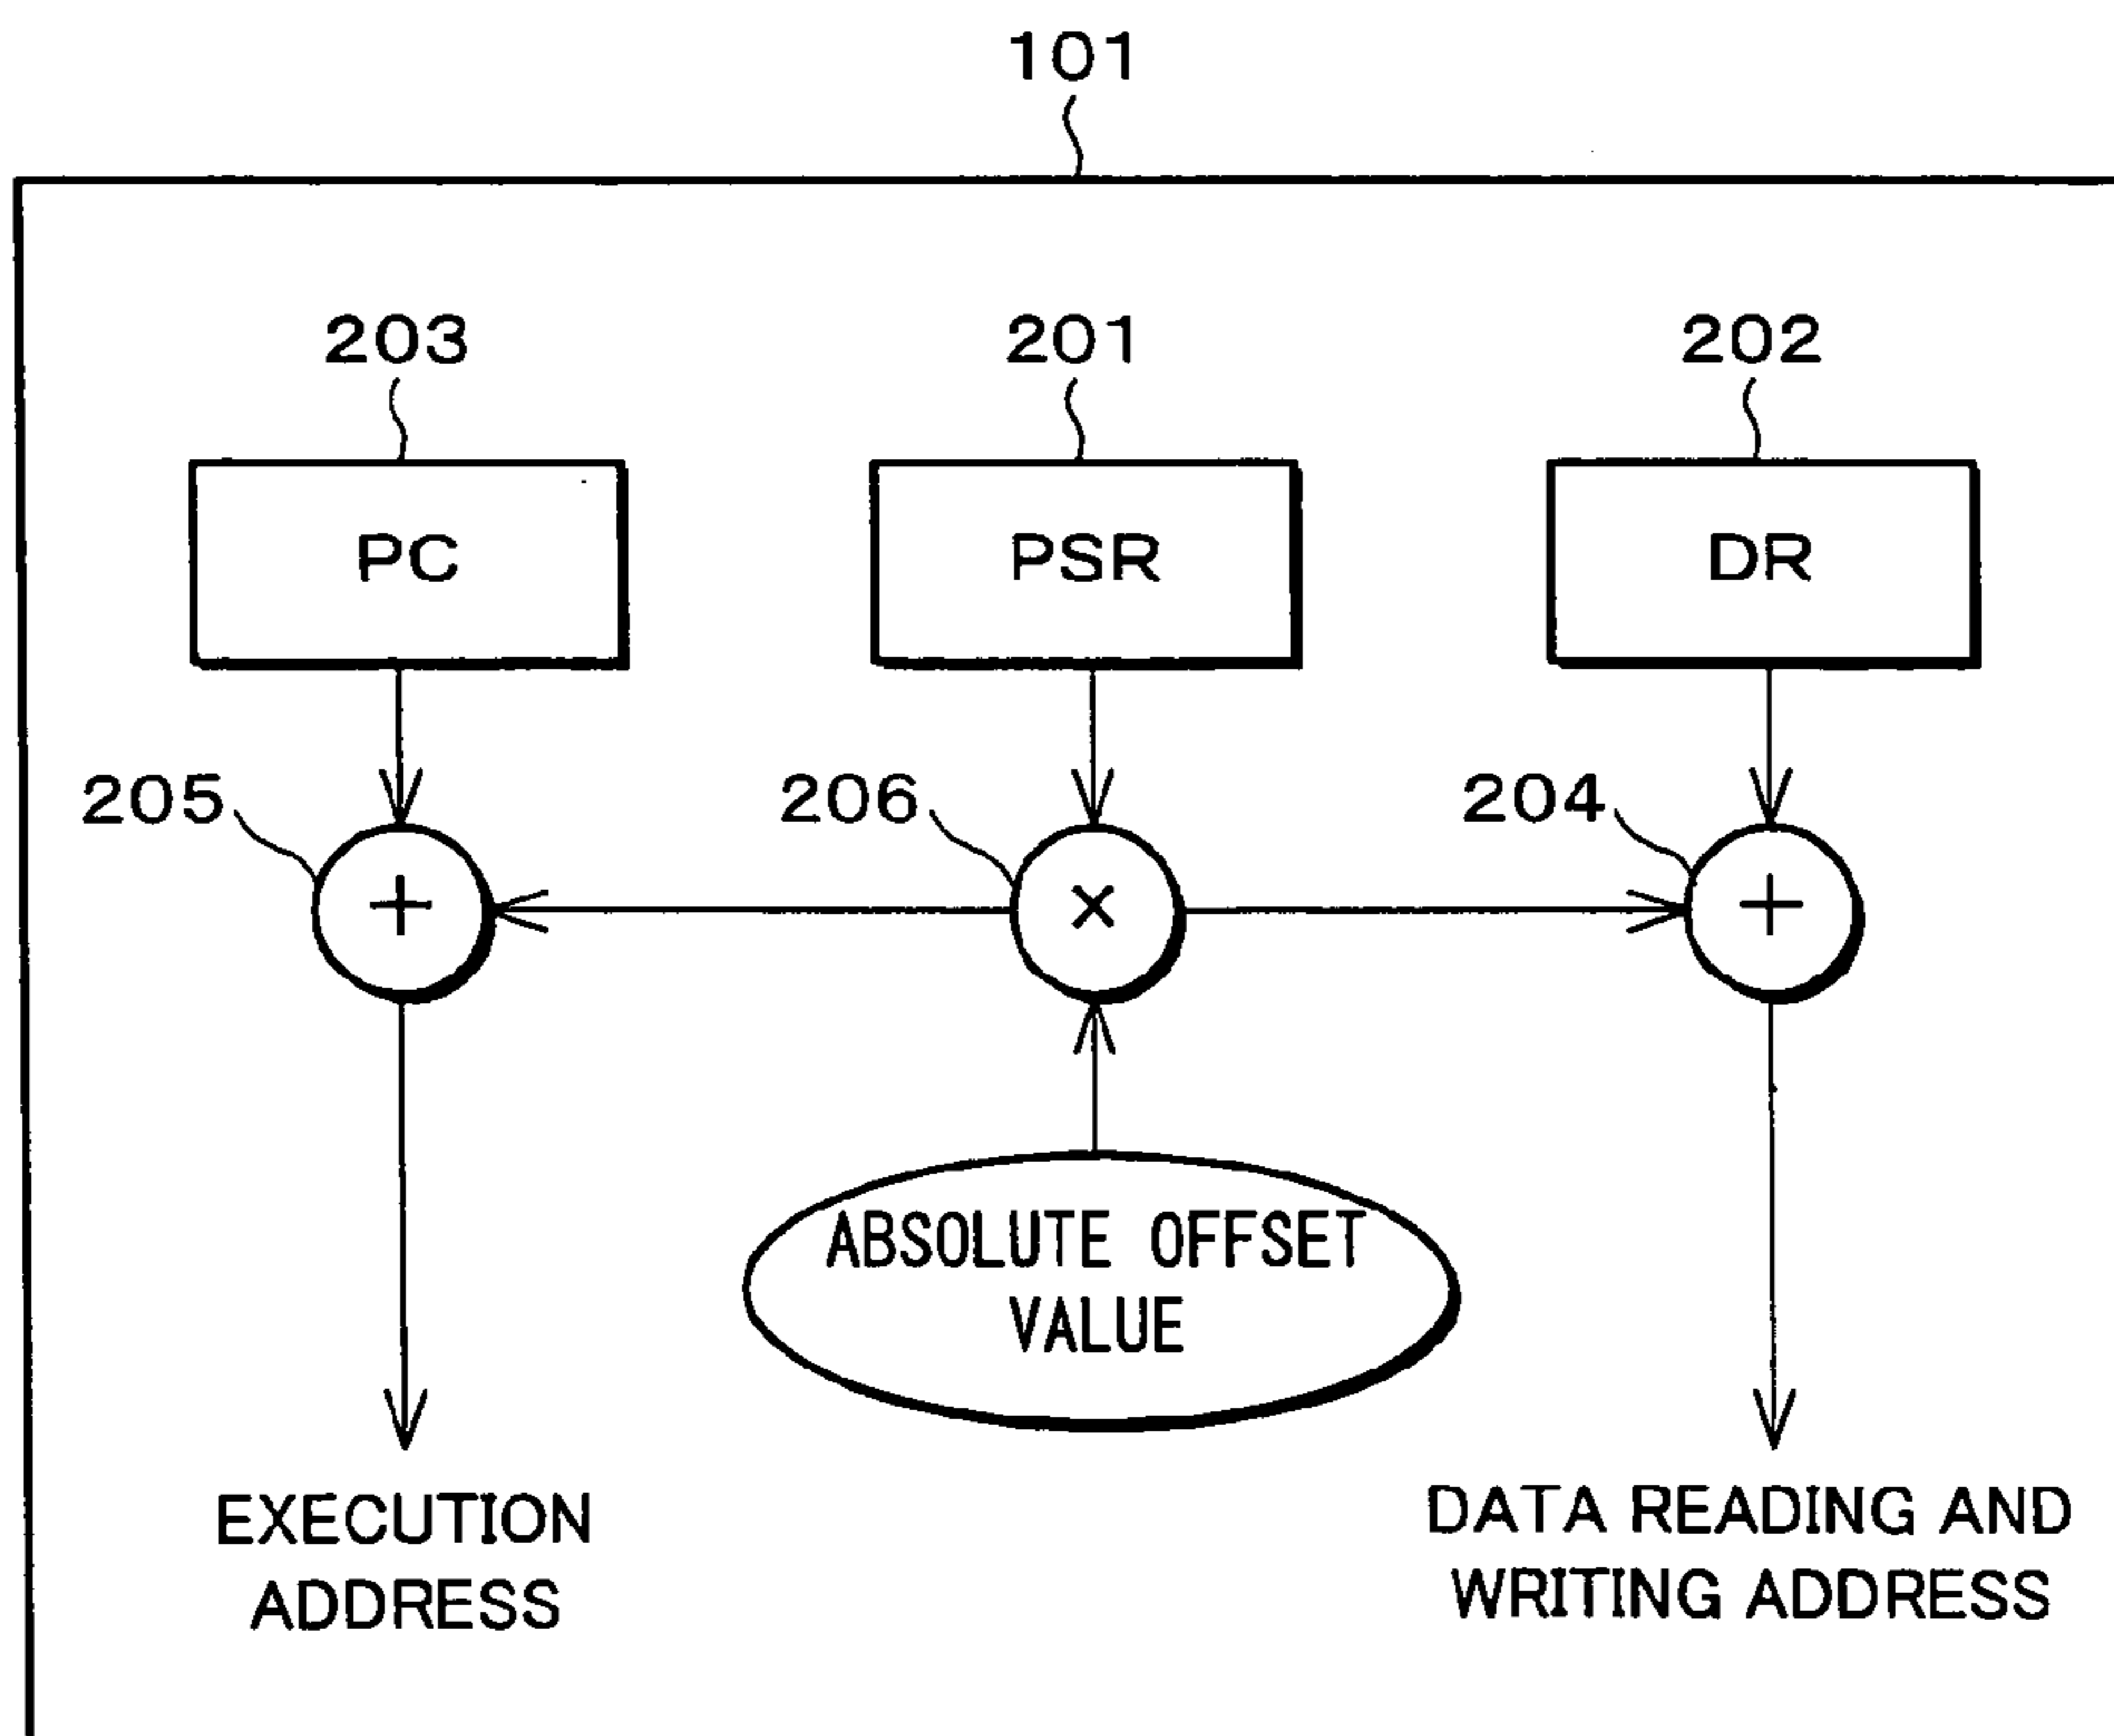 101
203
201
202
PC
PSR
DR
205
206
204
+
×
+
ABSOLUTE OFFSET
VALUE
EXECUTION
ADDRESS
DATA READING AND
WRITING ADDRESS